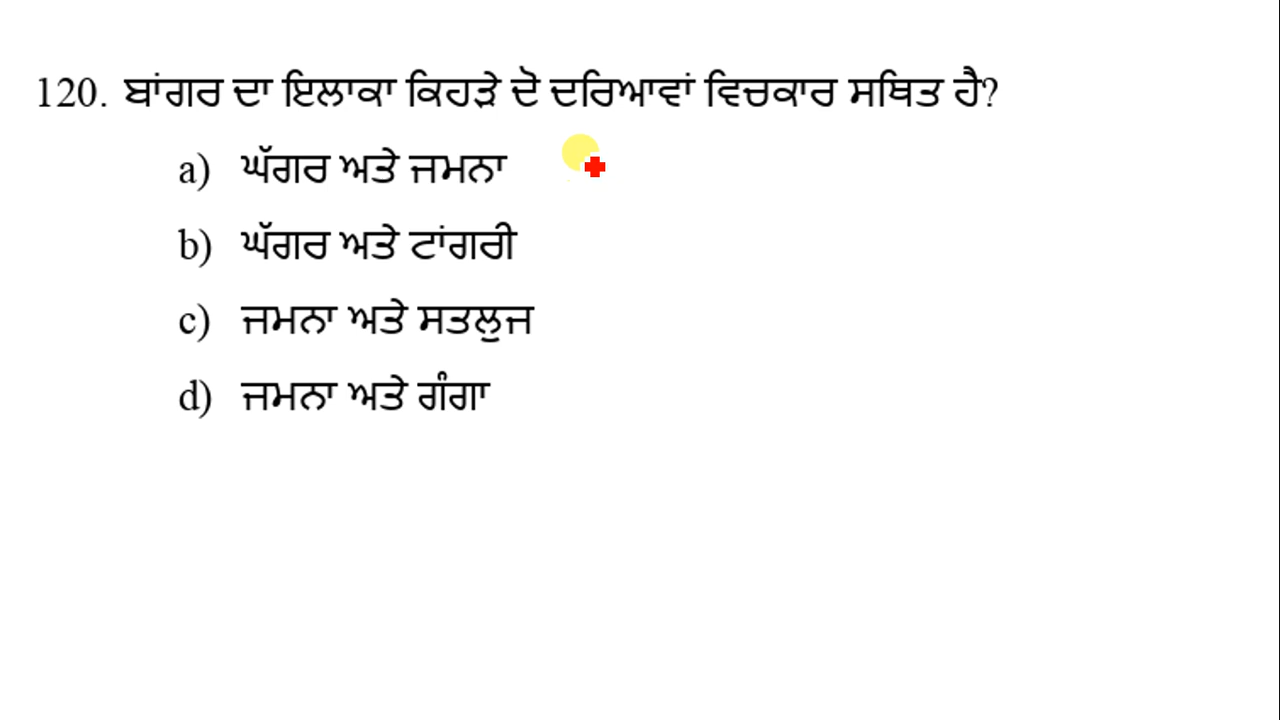 120. ਬਾਂਗਰ ਦਾ ਇਲਾਕਾ ਕਿਹੜੇ ਦੋ ਦਰਿਆਵਾਂ ਵਿਚਕਾਰ ਸਥਿਤ ਹੈ?
a) ਘੱਗਰ ਅਤੇ ਜਮਨਾ
b) ਘੱਗਰ ਅਤੇ ਟਾਂਗਰੀ
c) ਜਮਨਾ ਅਤੇ ਸਤਲੁਜ
d) ਜਮਨਾ ਅਤੇ ਗੰਗਾ